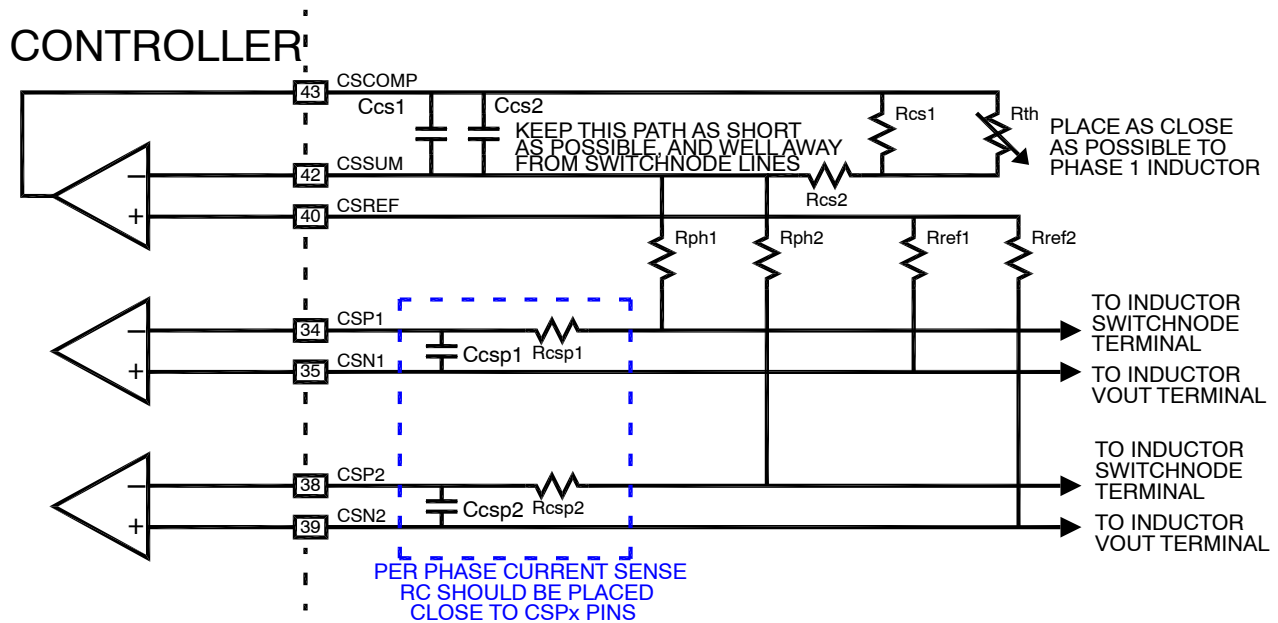 CONTROLLER
43
CSCOMP
Ccs1
Ccs2
Rcs1
Rth
KEEP THIS PATH AS SHORT
AS POSSIBLE, AND WELL AWAY
FROM SWITCHNODE LINES
PLACE AS CLOSE
AS POSSIBLE TO
PHASE 1 INDUCTOR
42
CSSUM
Rcs2
40
CSREF
Rph1
Rph2
Rref1
Rref2
34
CSP1
Ccsp1
Rcsp1
TO INDUCTOR
SWITCHNODE
TERMINAL
35
CSN1
TO INDUCTOR
VOUT TERMINAL
38
CSP2
Ccsp2
Rcsp2
TO INDUCTOR
SWITCHNODE
TERMINAL
39
CSN2
TO INDUCTOR
VOUT TERMINAL
PER PHASE CURRENT SENSE
RC SHOULD BE PLACED
CLOSE TO CSPx PINS